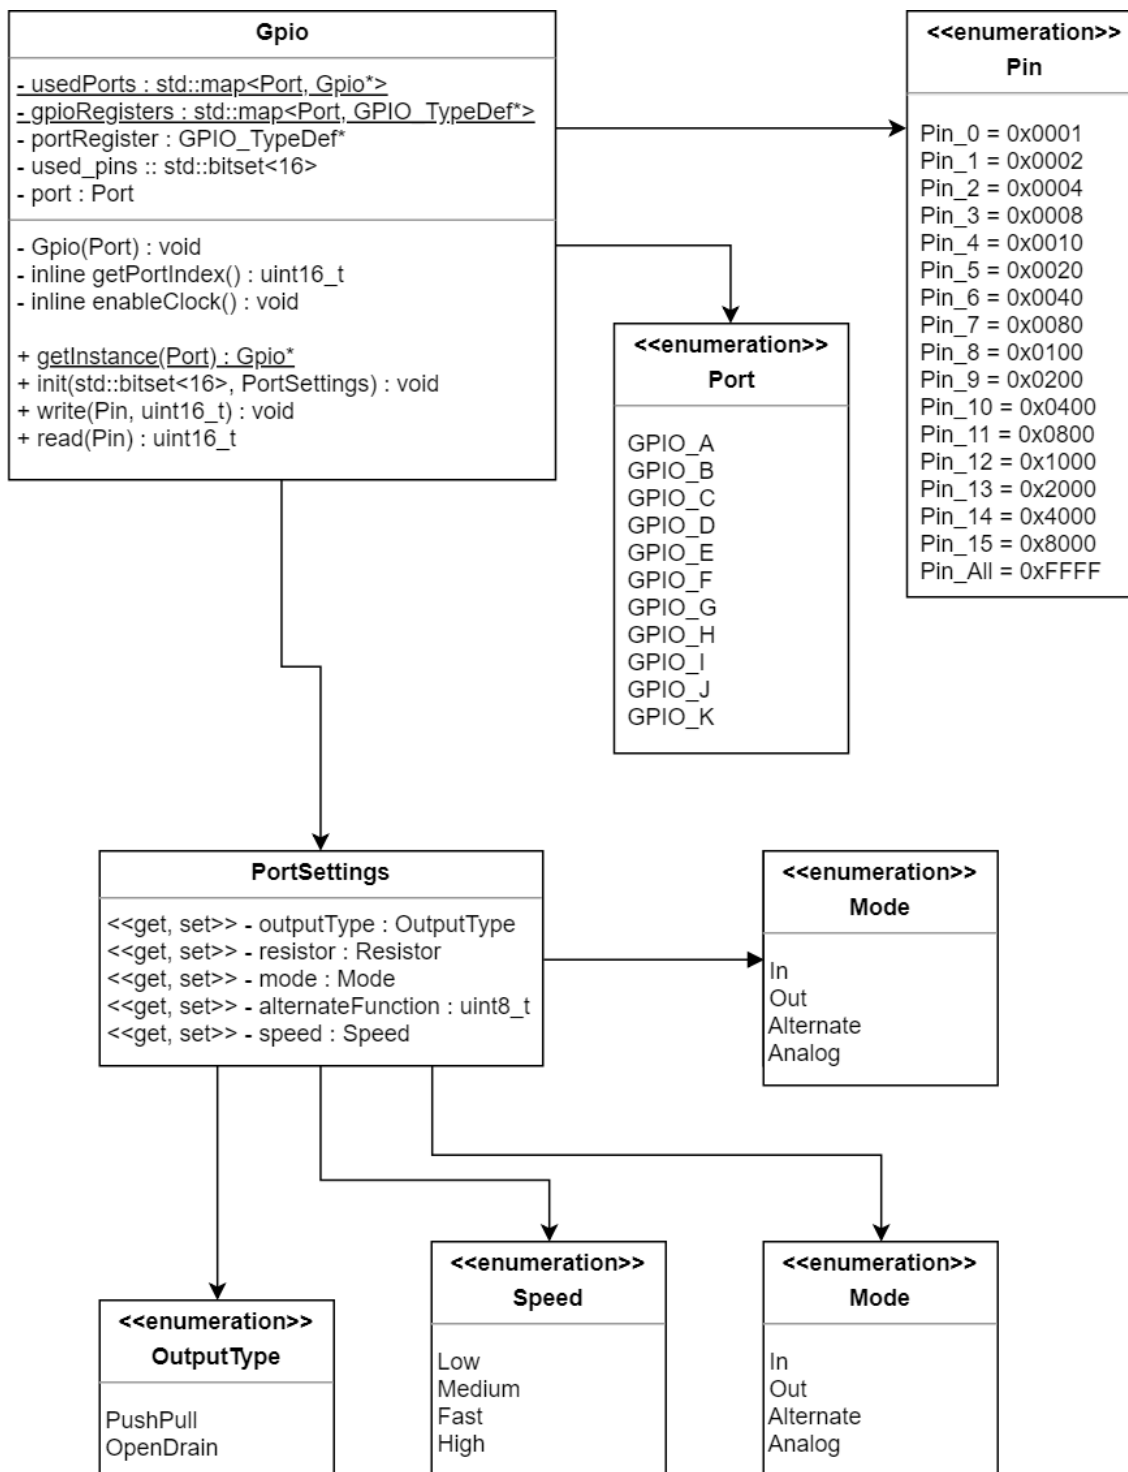 Gpio
- usedPorts : std::map<Port, Gpio*>
- gpioRegisters : std::map<Port, GPIO_TypeDef*>
- portRegister : GPIO_TypeDef*
- used_pins :: std::bitset<16>
- port : Port
- Gpio(Port) : void
- inline getPortIndex() : uint16_t
- inline enableClock() : void
+ getInstance(Port) : Gpio*
+ init(std::bitset<16>, PortSettings) : void
+ write(Pin, uint16_t) : void
+ read(Pin) : uint16_t
<<enumeration>>
Pin
Pin_0 = 0x0001
Pin_1 = 0x0002
Pin_2 = 0x0004
Pin_3 = 0x0008
Pin_4 = 0x0010
Pin_5 = 0x0020
Pin_6 = 0x0040
Pin_7 = 0x0080
Pin_8 = 0x0100
Pin_9 = 0x0200
Pin_10 = 0x0400
Pin_11 = 0x0800
Pin_12 = 0x1000
Pin_13 = 0x2000
Pin_14 = 0x4000
Pin_15 = 0x8000
Pin_All = 0xFFFF
<<enumeration>>
Port
GPIO_A
GPIO_B
GPIO_C
GPIO_D
GPIO_E
GPIO_F
GPIO_G
GPIO_H
GPIO_I
GPIO_J
GPIO_K
PortSettings
<<get, set>> - outputType : OutputType
<<get, set>> - resistor : Resistor
<<get, set>> - mode : Mode
<<get, set>> - alternateFunction : uint8_t
<<get, set>> - speed : Speed
<<enumeration>>
Mode
In
Out
Alternate
Analog
<<enumeration>>
OutputType
PushPull
OpenDrain
<<enumeration>>
Speed
Low
Medium
Fast
High
<<enumeration>>
Mode
In
Out
Alternate
Analog